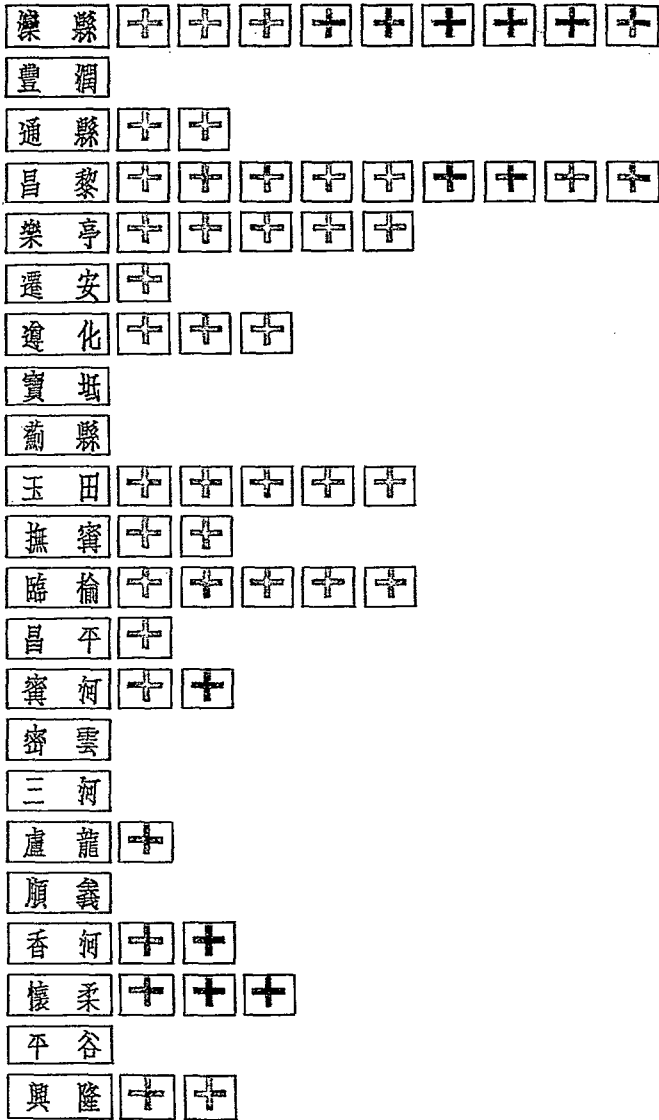 灤縣
豐潤
通縣
昌黎
樂亭
遷安
遵化
寶坻
薊縣
玉田
撫寗
臨榆
昌平
寗河
密雲
三河
盧龍
順義
香河
懷柔
平谷
興隆